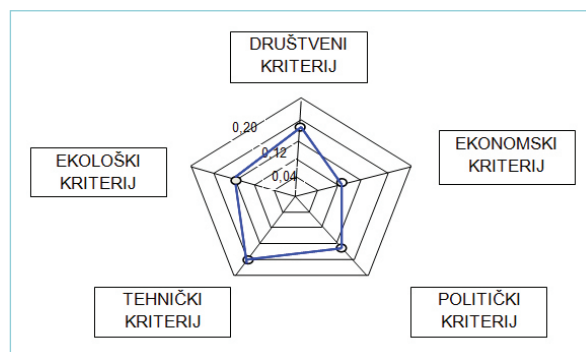 DRUŠTVENI
KRITERIJ
0,20
0,12
0,04
EKOLOŠKI
KRITERIJ
EKONOMSKI
KRITERIJ
TEHNIČKI
KRITERIJ
POLITIČKI
KRITERIJ